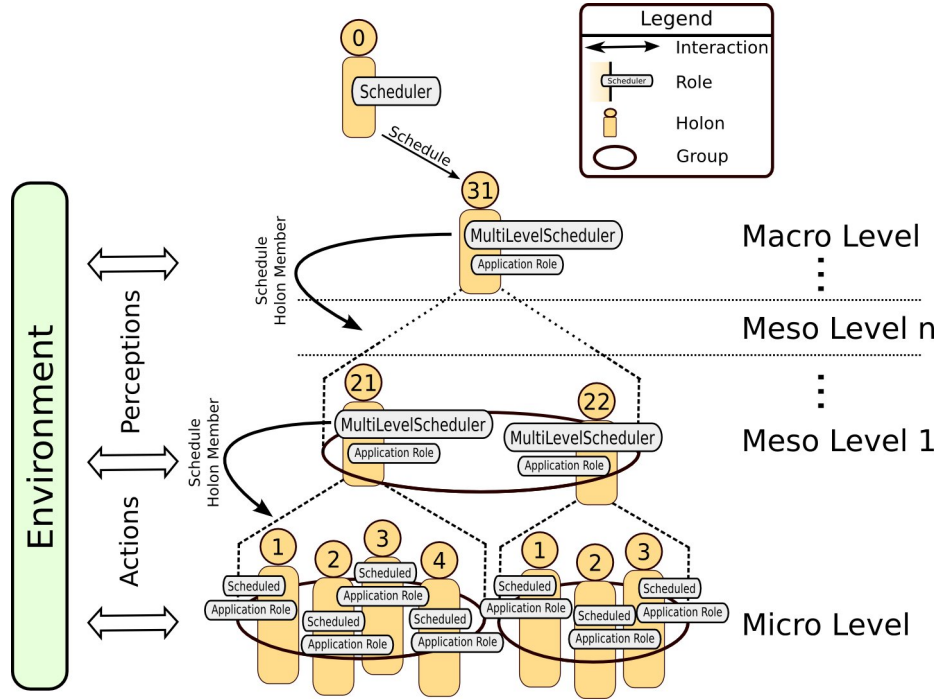 Legend
Interaction
Scheduler
Role
Holon
Group
0
Scheduler
Schedule
31
MultiLevelScheduler
Application Role
Macro Level
Schedule
Holon Member
Meso Level n
Environment
Perceptions
Actions
21
MultiLevelScheduler
Application Role
22
MultiLevelScheduler
Application Role
Meso Level 1
Schedule
Holon Member
1
Scheduled
Application Role
2
Scheduled
Application Role
3
Scheduled
Application Role
4
Scheduled
Application Role
1
Scheduled
Application Role
2
Scheduled
Application Role
3
Scheduled
Application Role
Micro Level